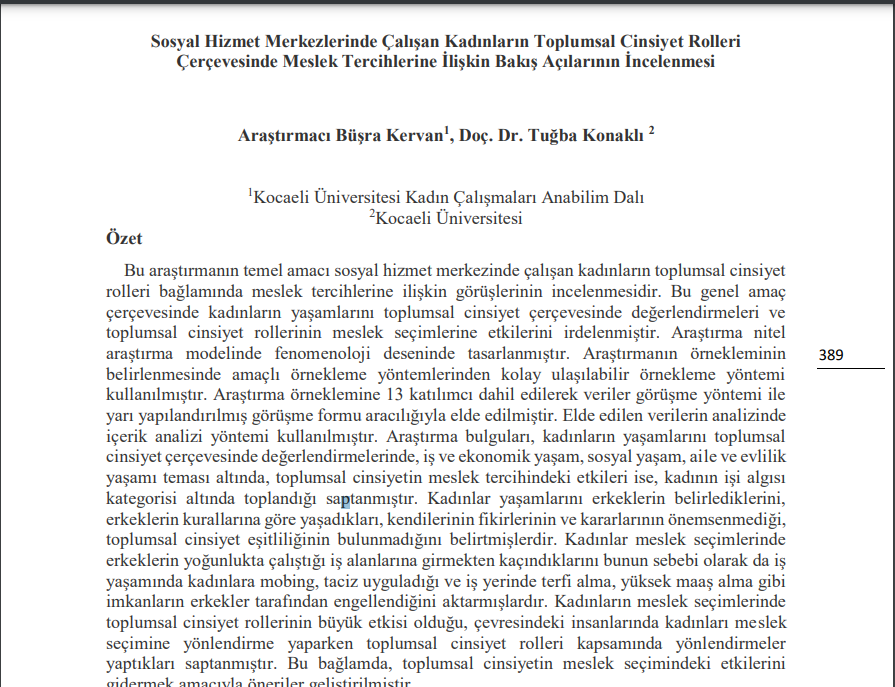 Sosyal Hizmet Merkezlerinde Çalışan Kadınların Toplumsal Cinsiyet Rolleri
Çerçevesinde Meslek Tercihlerine İlişkin Bakış Açılarının İncelenmesi
Araştırmacı Büşra Kervan1, Doç. Dr. Tuğba Konaklı 2
1Kocaeli Üniversitesi Kadın Çalışmaları Anabilim Dalı
2Kocaeli Üniversitesi
Özet
Bu araştırmanın temel amacı sosyal hizmet merkezinde çalışan kadınların toplumsal cinsiyet
rolleri bağlamında meslek tercihlerine ilişkin görüşlerinin incelenmesidir. Bu genel amaç
çerçevesinde kadınların yaşamlarını toplumsal cinsiyet çerçevesinde değerlendirmeleri ve
toplumsal cinsiyet rollerinin meslek seçimlerine etkilerini irdelenmiştir. Araştırma nitel
araştırma modelinde fenomenoloji deseninde tasarlanmıştır. Araştırmanın örnekleminin
belirlenmesinde amaçlı örnekleme yöntemlerinden kolay ulaşılabilir örnekleme yöntemi
kullanılmıştır. Araştırma örneklemine 13 katılımcı dahil edilerek veriler görüşme yöntemi ile
yarı yapılandırılmış görüşme formu aracılığıyla elde edilmiştir. Elde edilen verilerin analizinde
içerik analizi yöntemi kullanılmıştır. Araştırma bulguları, kadınların yaşamlarını toplumsal
cinsiyet çerçevesinde değerlendirmelerinde, iş ve ekonomik yaşam, sosyal yaşam, aile ve evlilik
yaşamı teması altında, toplumsal cinsiyetin meslek tercihindeki etkileri ise, kadının işi algısı
kategorisi altında toplandığı saptanmıştır. Kadınlar yaşamlarını erkeklerin belirlediklerini,
erkeklerin kurallarına göre yaşadıkları, kendilerinin fikirlerinin ve kararlarının önemsenmediği,
toplumsal cinsiyet eşitliliğinin bulunmadığını belirtmişlerdir. Kadınlar meslek seçimlerinde
erkeklerin yoğunlukta çalıştığı iş alanlarına girmekten kaçındıklarını bunun sebebi olarak da iş
yaşamında kadınlara mobing, taciz uyguladığı ve iş yerinde terfi alma, yüksek maaş alma gibi
imkanların erkekler tarafından engellendiğini aktarmışlardır. Kadınların meslek seçimlerinde
toplumsal cinsiyet rollerinin büyük etkisi olduğu, çevresindeki insanlarında kadınları meslek
seçimine yönlendirme yaparken toplumsal cinsiyet rolleri kapsamında yönlendirmeler
yaptıkları saptanmıştır. Bu bağlamda, toplumsal cinsiyetin meslek seçimindeki etkilerini
gidermek amacıyla öneriler geliştirilmiştir.
389